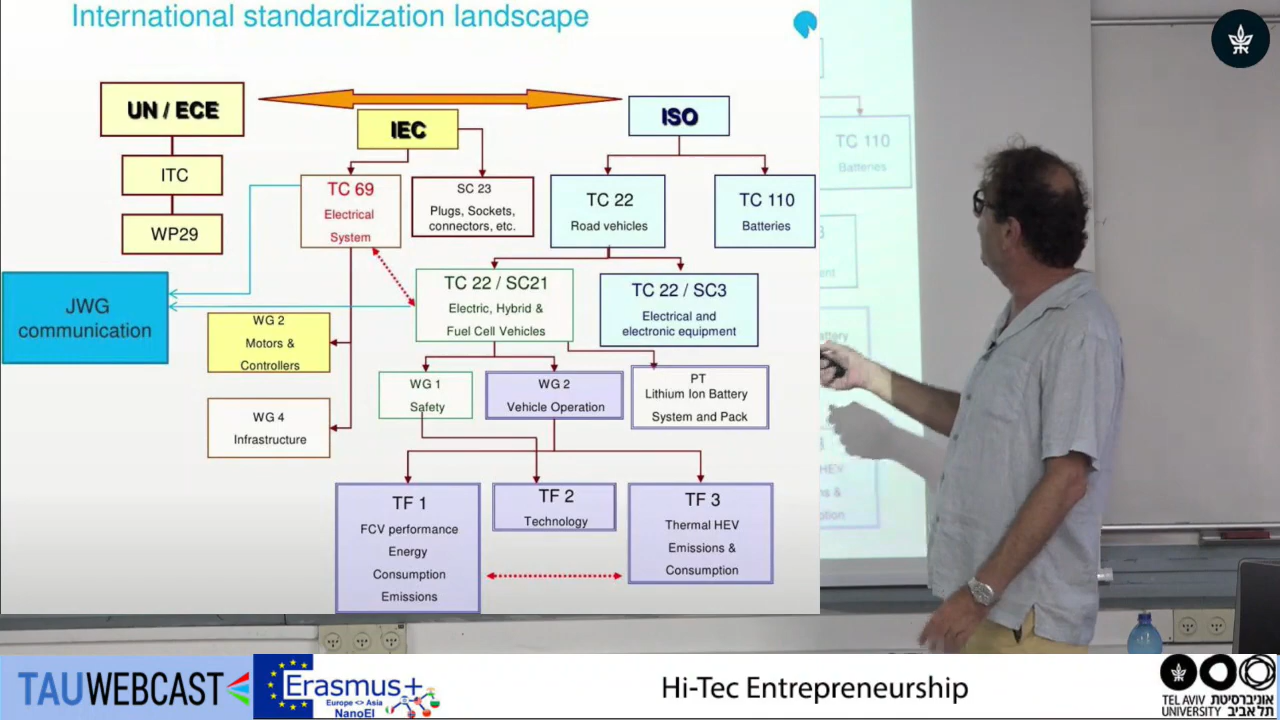 International standardization landscape
UN / ECE
IEC
ISO
ITC
WP29
TC 69
Electrical
System
SC 23
Plugs, Sockets,
connectors, etc.
TC 22
Road vehicles
TC 110
Batteries
TC 110
Batteries
JWG
communication
TC 22 / SC21
Electric, Hybrid &
Fuel Cell Vehicles
TC 22 / SC3
Electrical and
electronic equipment
WG 2
Motors &
Controllers
WG 4
Infrastructure
WG 1
Safety
WG 2
Vehicle Operation
PT
Lithium Ion Battery
System and Pack
TF 1
FCV performance
Energy
Consumption
Emissions
TF 2
Technology
TF 3
Thermal HEV
Emissions &
Consumption
TAUWEBCAST
Erasmus+
Europe <> Asia
NanoEl
Hi-Tec Entrepreneurship
TEL AVIV אוניברסיטת
UNIVERSITY תל אביב